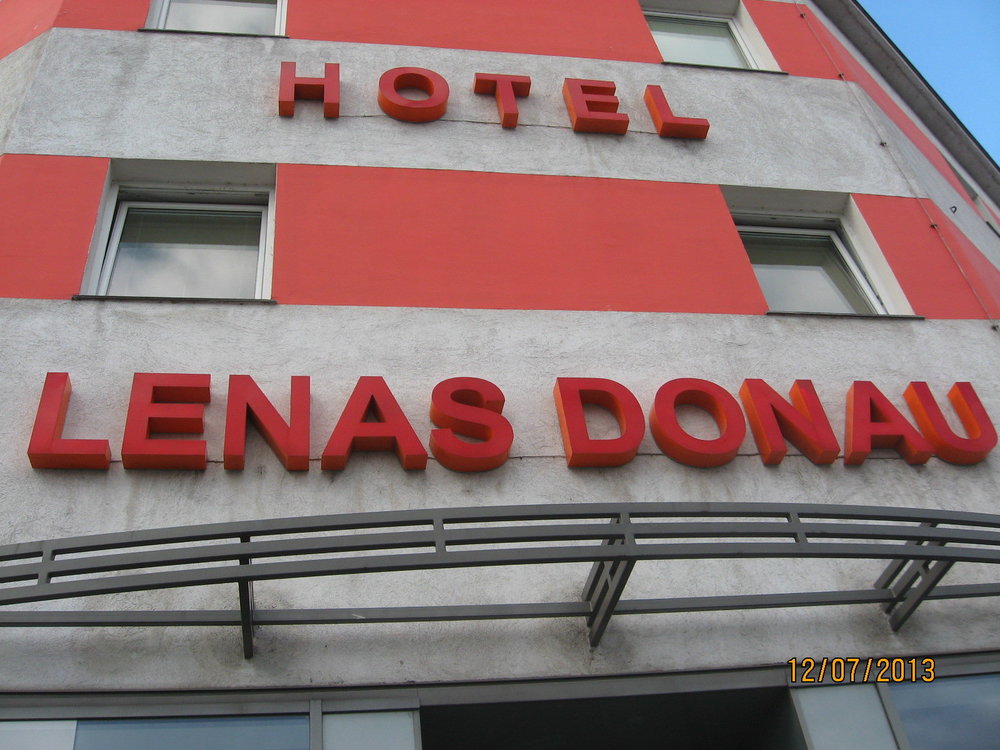 HOTEL
LENAS DONAU
12/07/2013